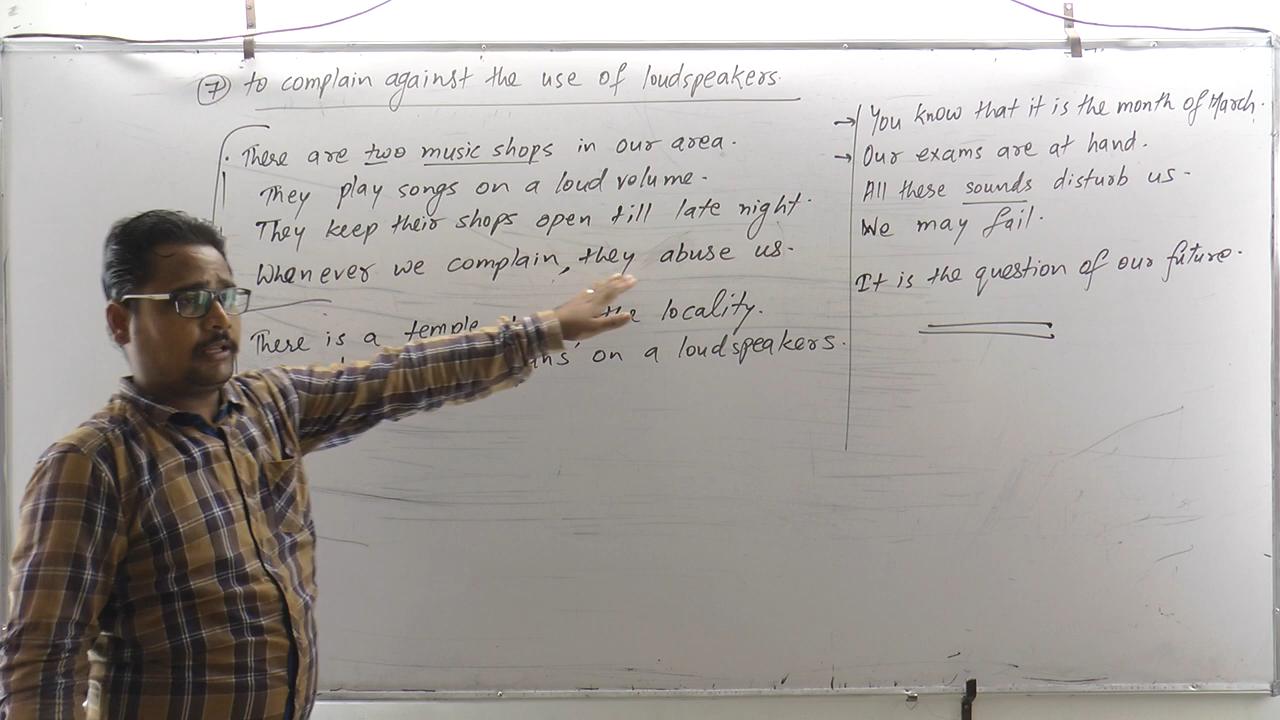 ⑦ to complain against the use of loudspeakers.
. There are two music shops in our area.
They play songs on a loud volume.
They keep their shops open till late night.
Whenever we complain, they abuse us.
There is a temple the locality.
on a loudspeakers.
→ You know that it is the month of March.
→ Our exams are at hand.
All these sounds disturb us.
We may fail.
It is the question of our future.